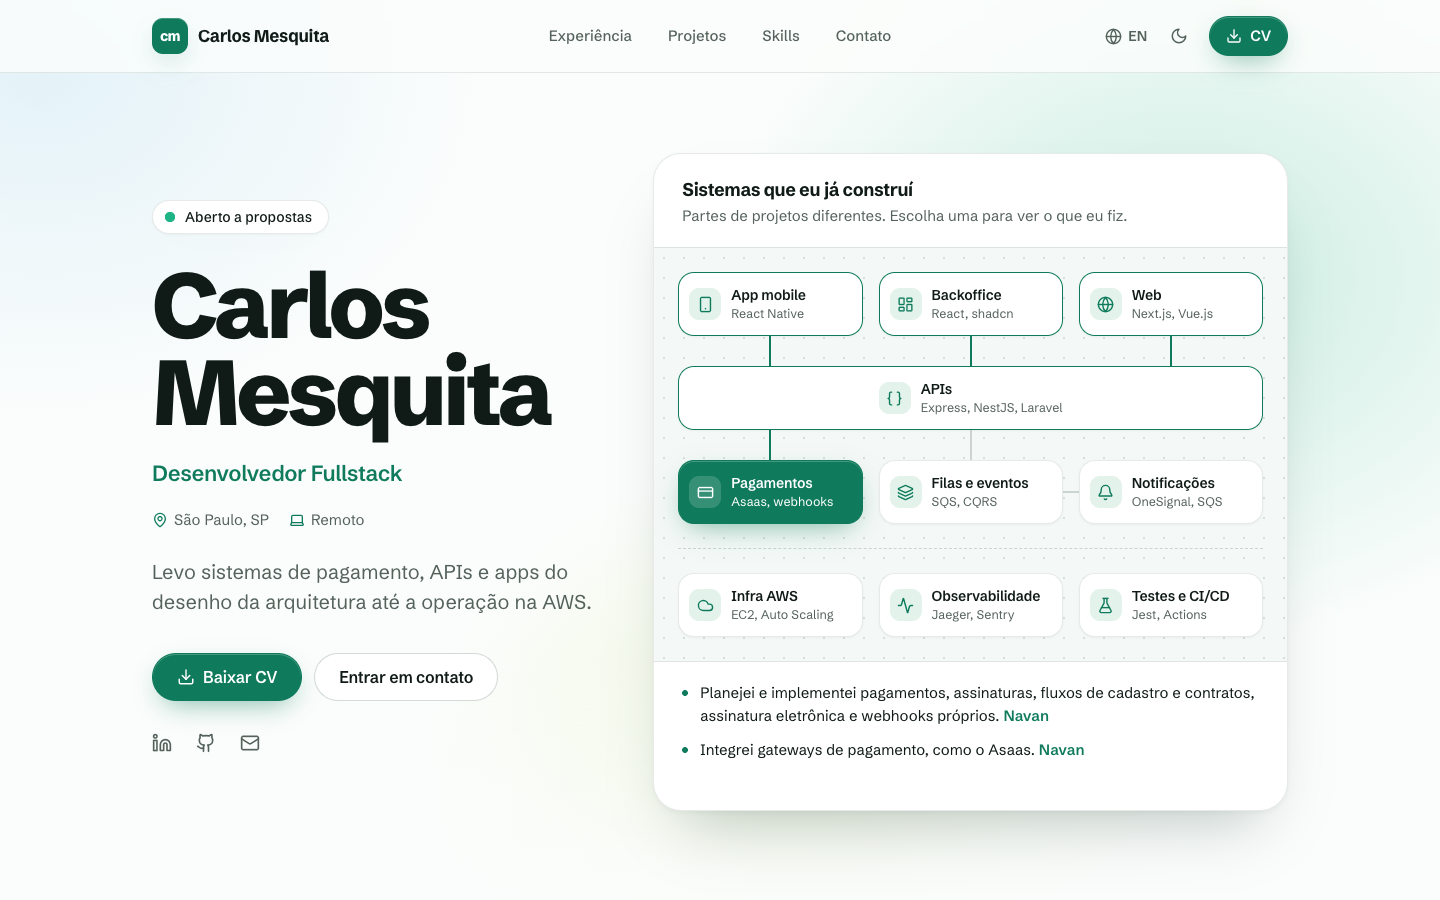 cm Carlos Mesquita
Experiência Projetos Skills Contato
EN
CV
Aberto a propostas
Carlos
Mesquita
Desenvolvedor Fullstack
São Paulo, SP Remoto
Levo sistemas de pagamento, APIs e apps do
desenho da arquitetura até a operação na AWS.
Baixar CV
Entrar em contato
Sistemas que eu já construí
Partes de projetos diferentes. Escolha uma para ver o que eu fiz.
App mobile
React Native
Backoffice
React, shadcn
Web
Next.js, Vue.js
APIs
Express, NestJS, Laravel
Pagamentos
Asaas, webhooks
Filas e eventos
SQS, CQRS
Notificações
OneSignal, SQS
Infra AWS
EC2, Auto Scaling
Observabilidade
Jaeger, Sentry
Testes e CI/CD
Jest, Actions
Planejei e implementei pagamentos, assinaturas, fluxos de cadastro e contratos,
assinatura eletrônica e webhooks próprios. Navan
Integrei gateways de pagamento, como o Asaas. Navan